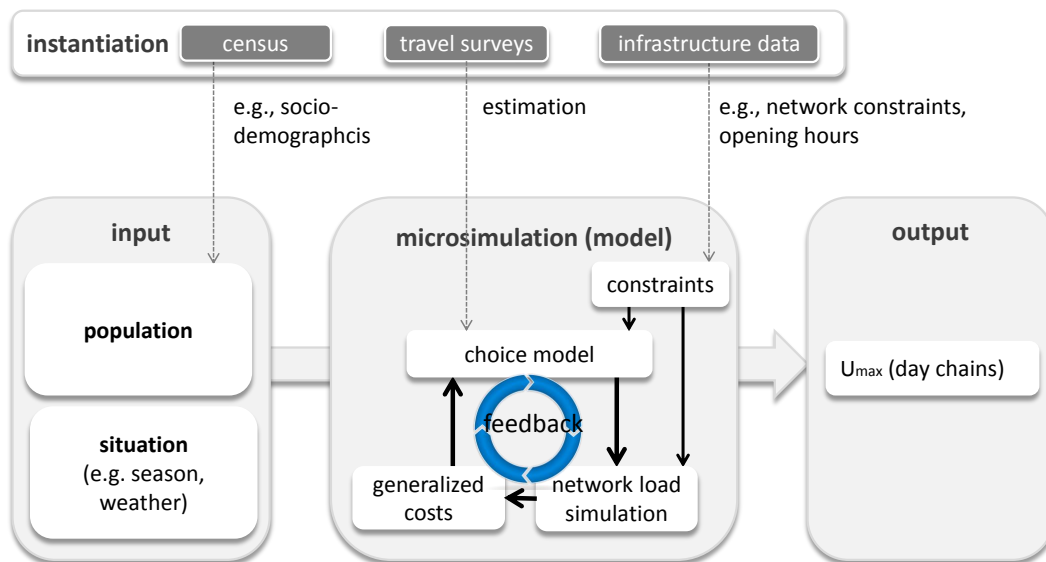 instantiation
census
travel surveys
infrastructure data
e.g., socio-
demographcis
estimation
e.g., network constraints,
opening hours
input
population
situation
(e.g. season,
weather)
microsimulation (model)
constraints
choice model
feedback
generalized
costs
network load
simulation
output
Umax (day chains)